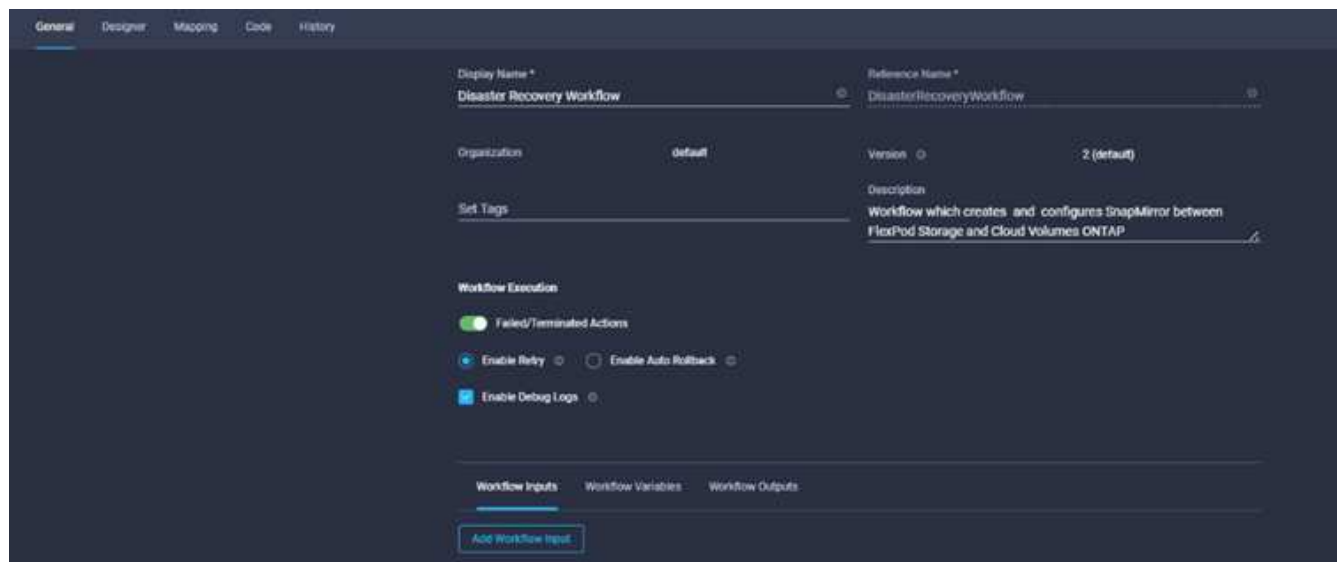 General Designer Mapping Code History
Display Name * Reference Name *
Disaster Recovery Workflow DisasterRecoveryWorkflow
Organization default Version 2 (default)
Description
Set Tags Workflow which creates and configures SnapMirror between
FlexPod Storage and Cloud Volumes ONTAP
Workflow Execution
Failed/Terminated Actions
Enable Retry Enable Auto Rollback
Enable Debug Logs
Workflow Inputs Workflow Variables Workflow Outputs
Add Workflow Input